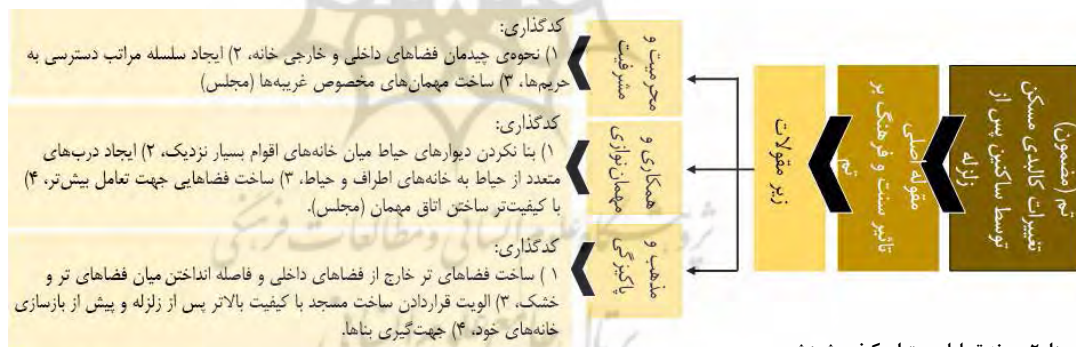 تم (مضمون)
تغییرات کالبدی مسکن
توسط ساکنین پس از
زلزله
مقوله اصلی
تاثیر سنت و فرهنگ بر
تم
زیر مقولات
محرمیت و
مشرفیت
کدگذاری:
۱) نحوه‌ی چیدمان فضاهای داخلی و خارجی خانه، ۲) ایجاد سلسله مراتب دسترسی به
حریم‌ها، ۳) ساخت مهمان‌های مخصوص غریبه‌ها (مجلس)
همکاری و
مهمان‌نوازی
کدگذاری:
۱) بنا نکردن دیوارهای حیاط میان خانه‌های اقوام بسیار نزدیک، ۲) ایجاد درب‌های
متعدد از حیاط به خانه‌های اطراف و حیاط، ۳) ساخت فضاهایی جهت تعامل بیش‌تر، ۴)
با کیفیت‌تر ساختن اتاق مهمان (مجلس).
مذهب و
پاکیزگی
کدگذاری:
۱ ) ساخت فضاهای تر خارج از فضاهای داخلی و فاصله انداختن میان فضاهای تر و
خشک، ۳) الویت قراردادن ساخت مسجد با کیفیت بالاتر پس از زلزله و پیش از بازسازی
خانه‌های خود، ۴) جهت‌گیری بناها.